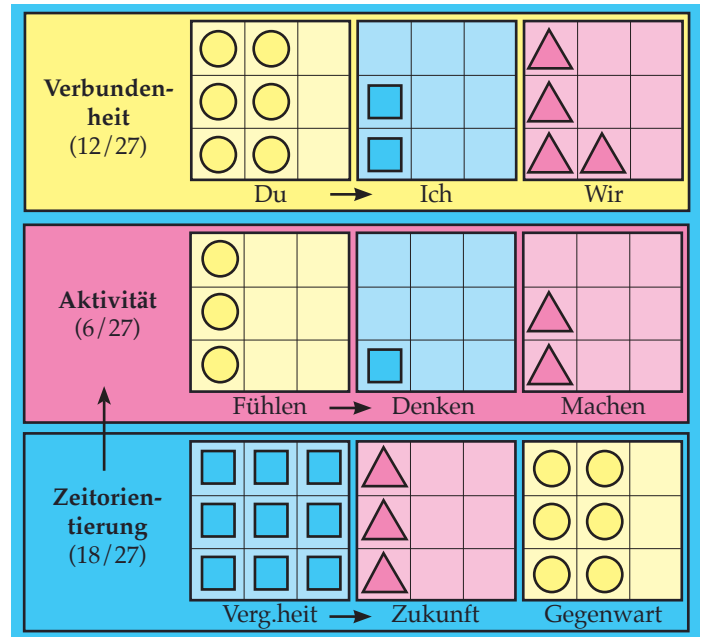 Verbunden-
heit
(12/27)
Du → Ich Wir
Aktivität
(6/27)
Fühlen → Denken Machen
Zeitorien-
tierung
(18/27)
Verg.heit → Zukunft Gegenwart